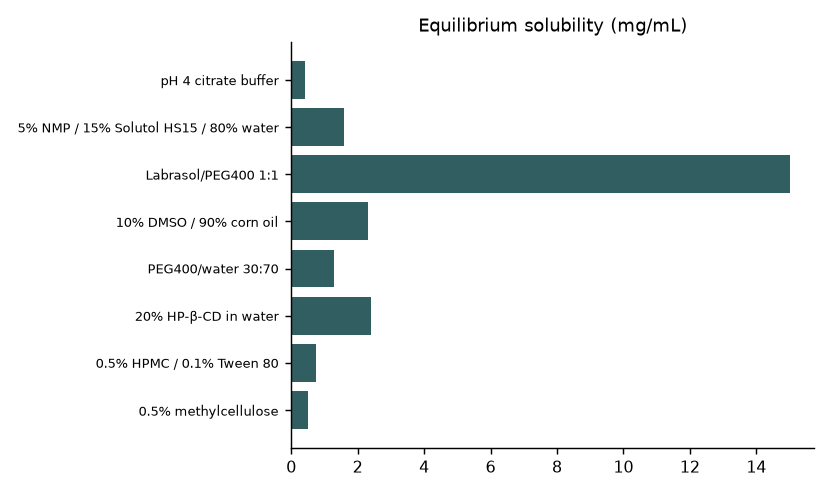 Equilibrium solubility (mg/mL)
pH 4 citrate buffer
5% NMP / 15% Solutol HS15 / 80% water
Labrasol/PEG400 1:1
10% DMSO / 90% corn oil
PEG400/water 30:70
20% HP-β-CD in water
0.5% HPMC / 0.1% Tween 80
0.5% methylcellulose
0 2 4 6 8 10 12 14